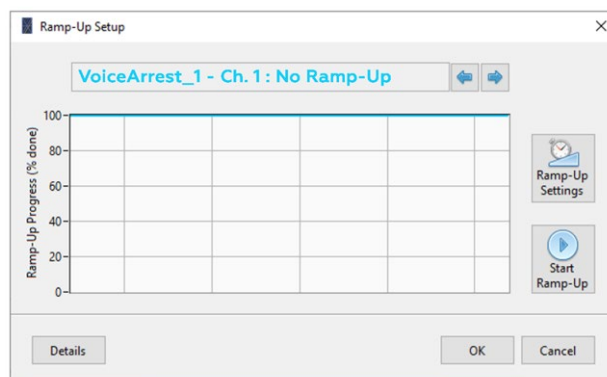 Ramp-Up Setup
VoiceArrest_1 - Ch. 1 : No Ramp-Up
Ramp-Up Progress (% done)
100
80
60
40
20
0
Ramp-Up
Settings
Start
Ramp-Up
Details
OK
Cancel